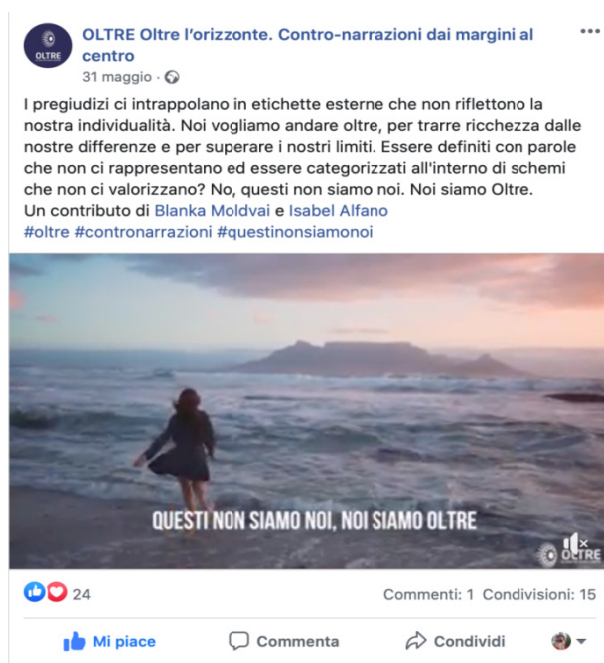 OLTRE Oltre l'orizzonte. Contro-narrazioni dai margini al
centro
OLTRE
31 maggio ·
I pregiudizi ci intrappolano in etichette esterne che non riflettono la
nostra individualità. Noi vogliamo andare oltre, per trarre ricchezza dalle
nostre differenze e per superare i nostri limiti. Essere definiti con parole
che non ci rappresentano ed essere categorizzati all'interno di schemi
che non ci valorizzano? No, questi non siamo noi. Noi siamo Oltre.
Un contributo di Blanka Moldvai e Isabel Alfano
#oltre #contronarrazioni #questinonsiamonoi
QUESTI NON SIAMO NOI, NOI SIAMO OLTRE
OLTRE
24
Commenti: 1 Condivisioni: 15
Mi piace
Commenta
Condividi